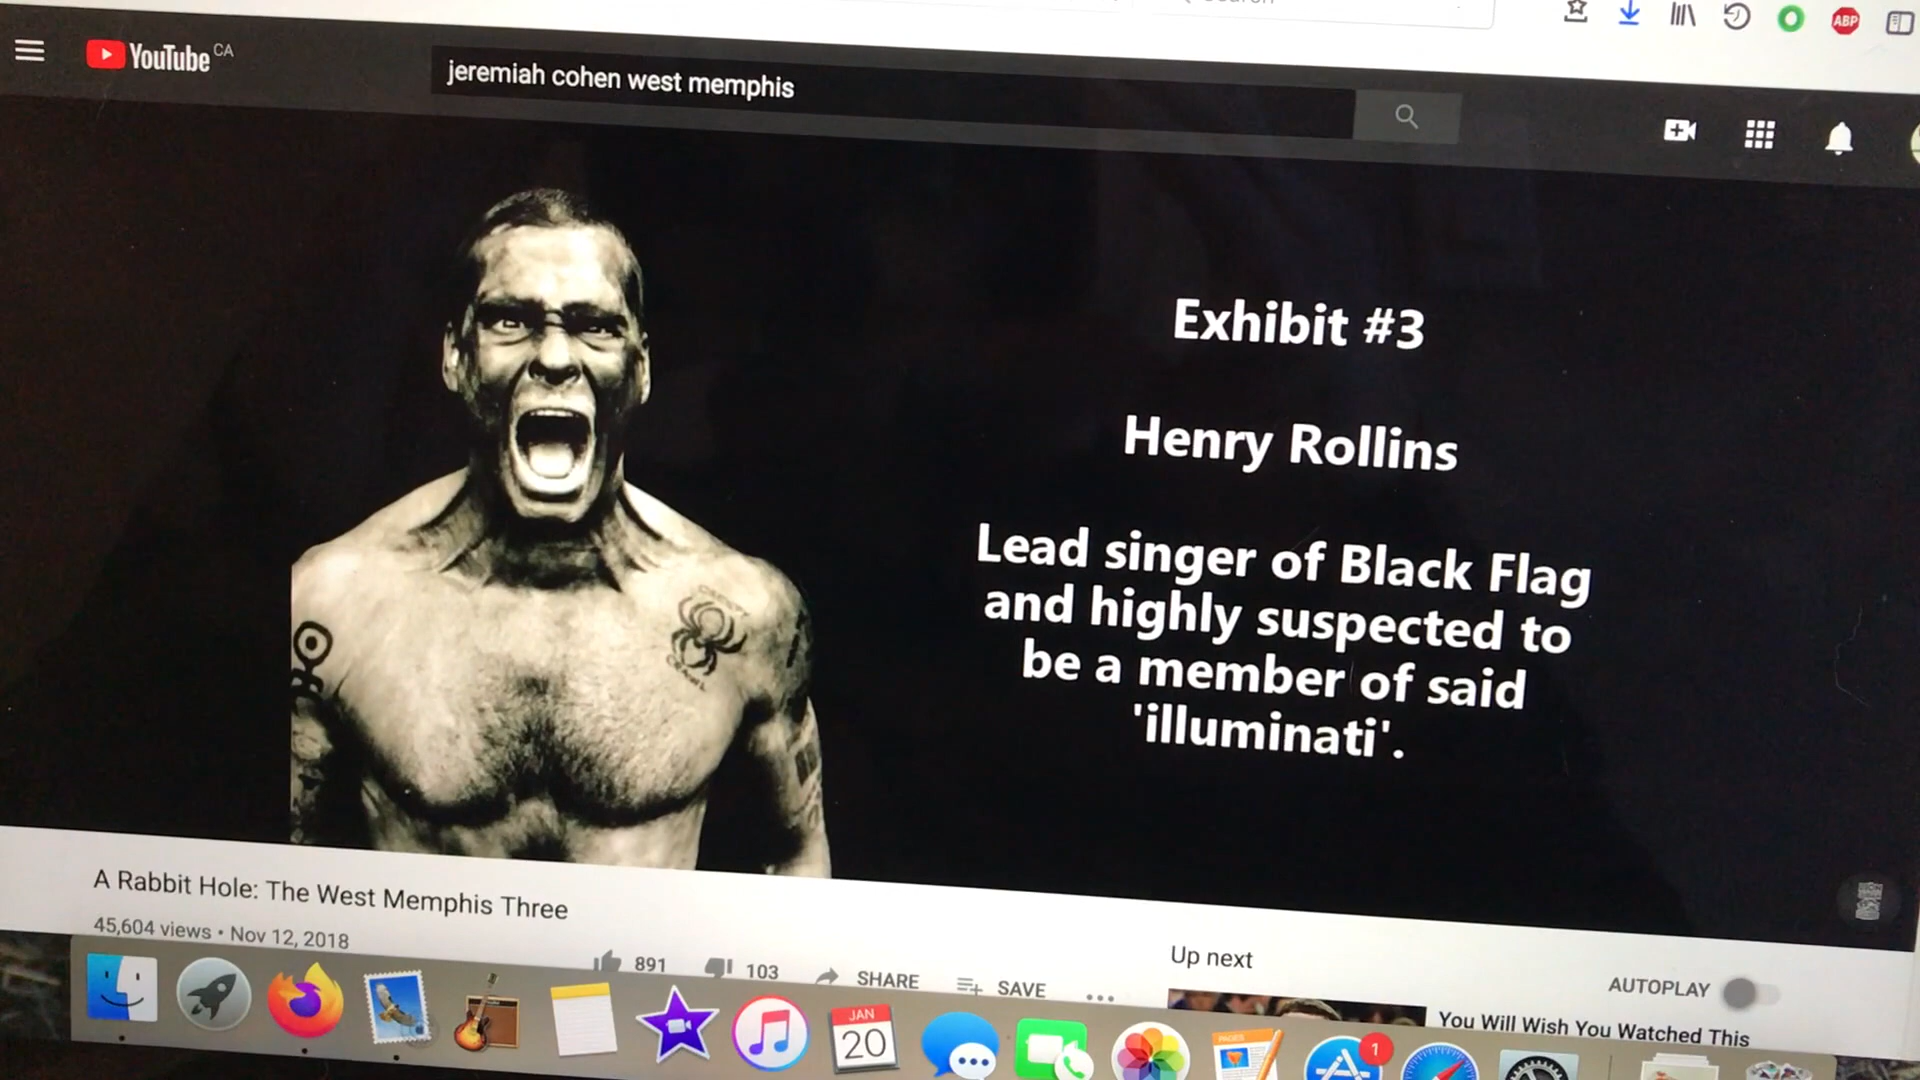 YouTube CA
jeremiah cohen west memphis
ABP
Exhibit #3
Henry Rollins
Lead singer of Black Flag
and highly suspected to
be a member of said
'illuminati'.
A Rabbit Hole: The West Memphis Three
45,604 views • Nov 12, 2018
891
103
SHARE
SAVE
Up next
AUTOPLAY
You Will Wish You Watched This
JAN
20
PAGES
1